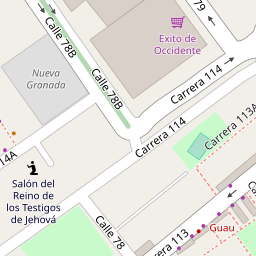 Calle 78B
79
Exito de
Occidente
Nueva
Granada
Calle 78B
Carrera 114
Carrera 113A
Carrera 114
14A
Salón del
Reino de
los Testigos
de Jehová
Calle 78
Carrera 113
Guau